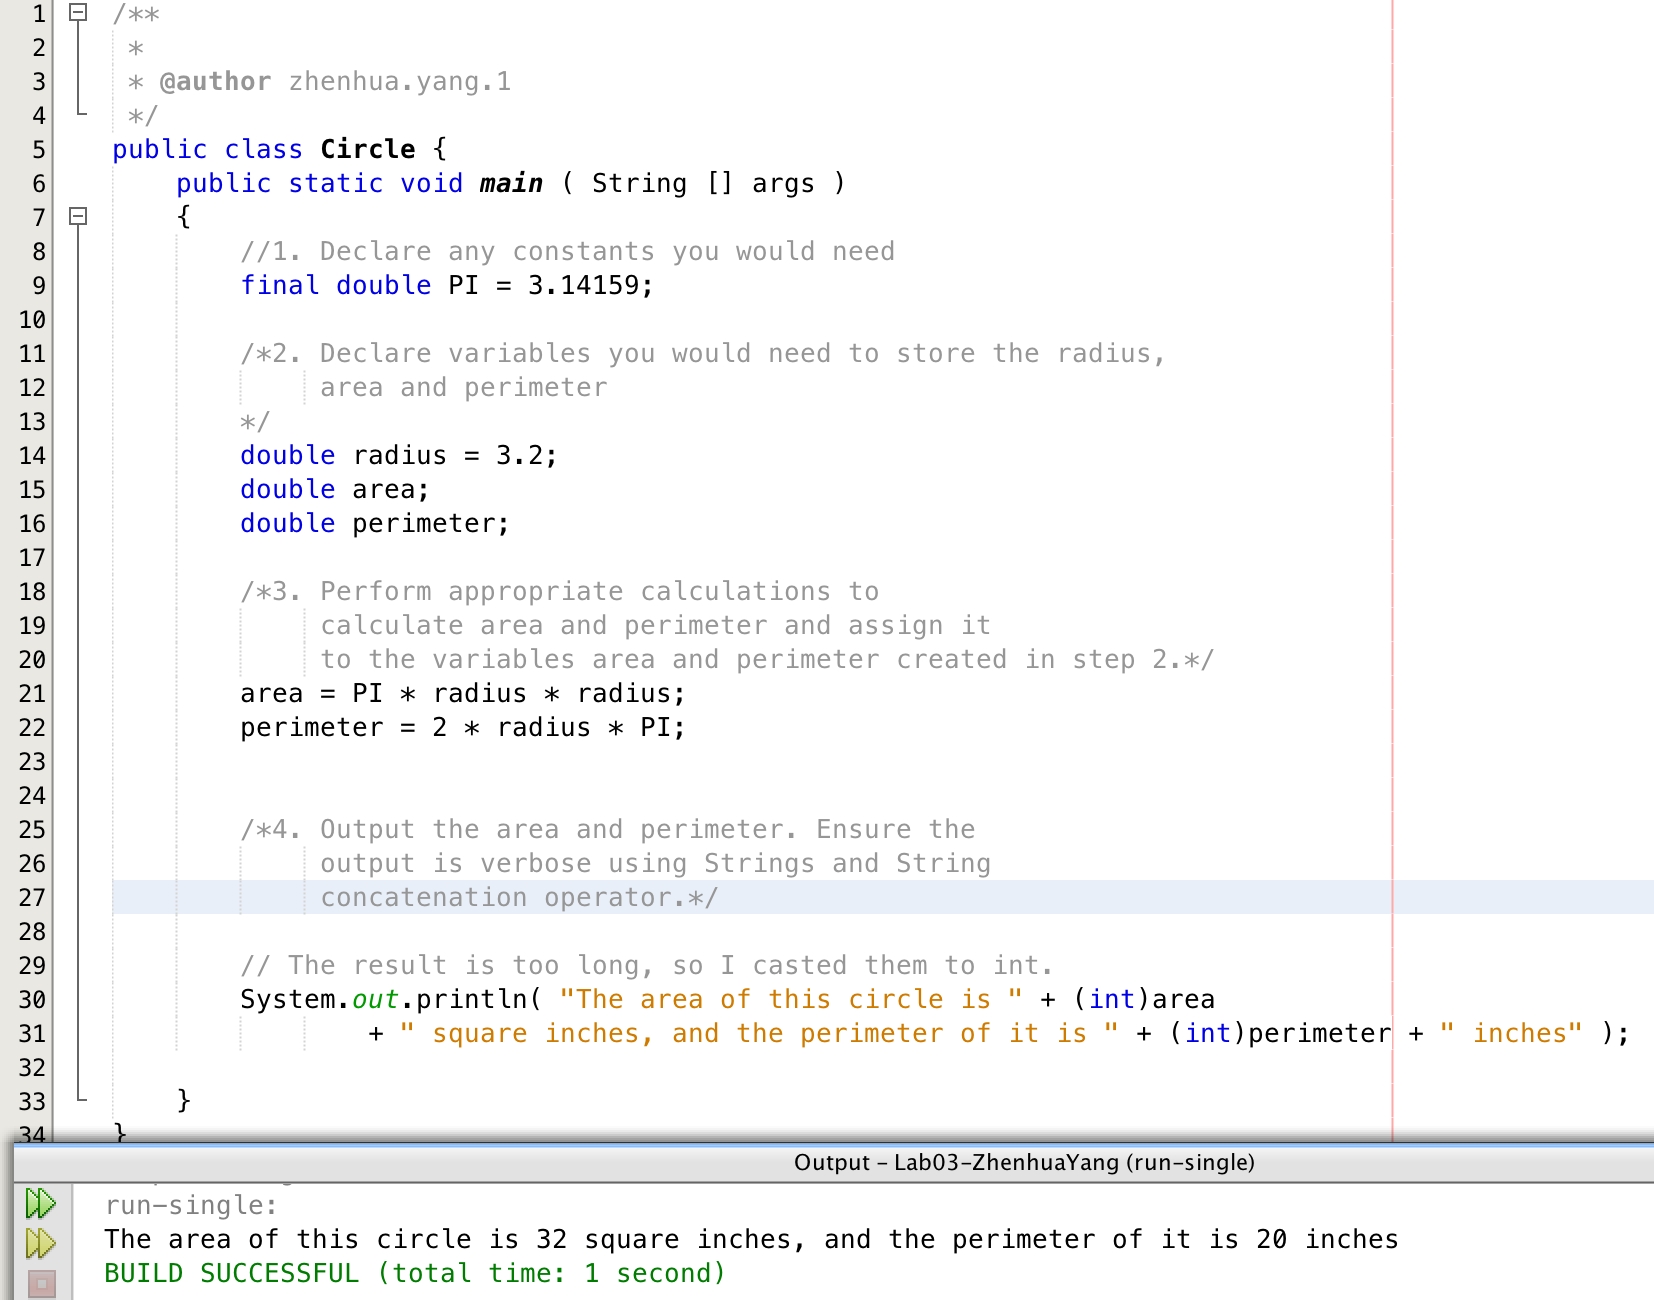 1 /**
2 *
3 * @author zhenhua.yang.1
4 */
5 public class Circle {
6 public static void main ( String [] args )
7 {
8 //1. Declare any constants you would need
9 final double PI = 3.14159;
10
11 /*2. Declare variables you would need to store the radius,
12 area and perimeter
13 */
14 double radius = 3.2;
15 double area;
16 double perimeter;
17
18 /*3. Perform appropriate calculations to
19 calculate area and perimeter and assign it
20 to the variables area and perimeter created in step 2.*/
21 area = PI * radius * radius;
22 perimeter = 2 * radius * PI;
23
24
25 /*4. Output the area and perimeter. Ensure the
26 output is verbose using Strings and String
27 concatenation operator.*/
28
29 // The result is too long, so I casted them to int.
30 System.out.println( "The area of this circle is " + (int)area
31 + " square inches, and the perimeter of it is " + (int)perimeter + " inches" );
32
33 }
34 }
Output - Lab03-ZhenhuaYang (run-single)
run-single:
The area of this circle is 32 square inches, and the perimeter of it is 20 inches
BUILD SUCCESSFUL (total time: 1 second)